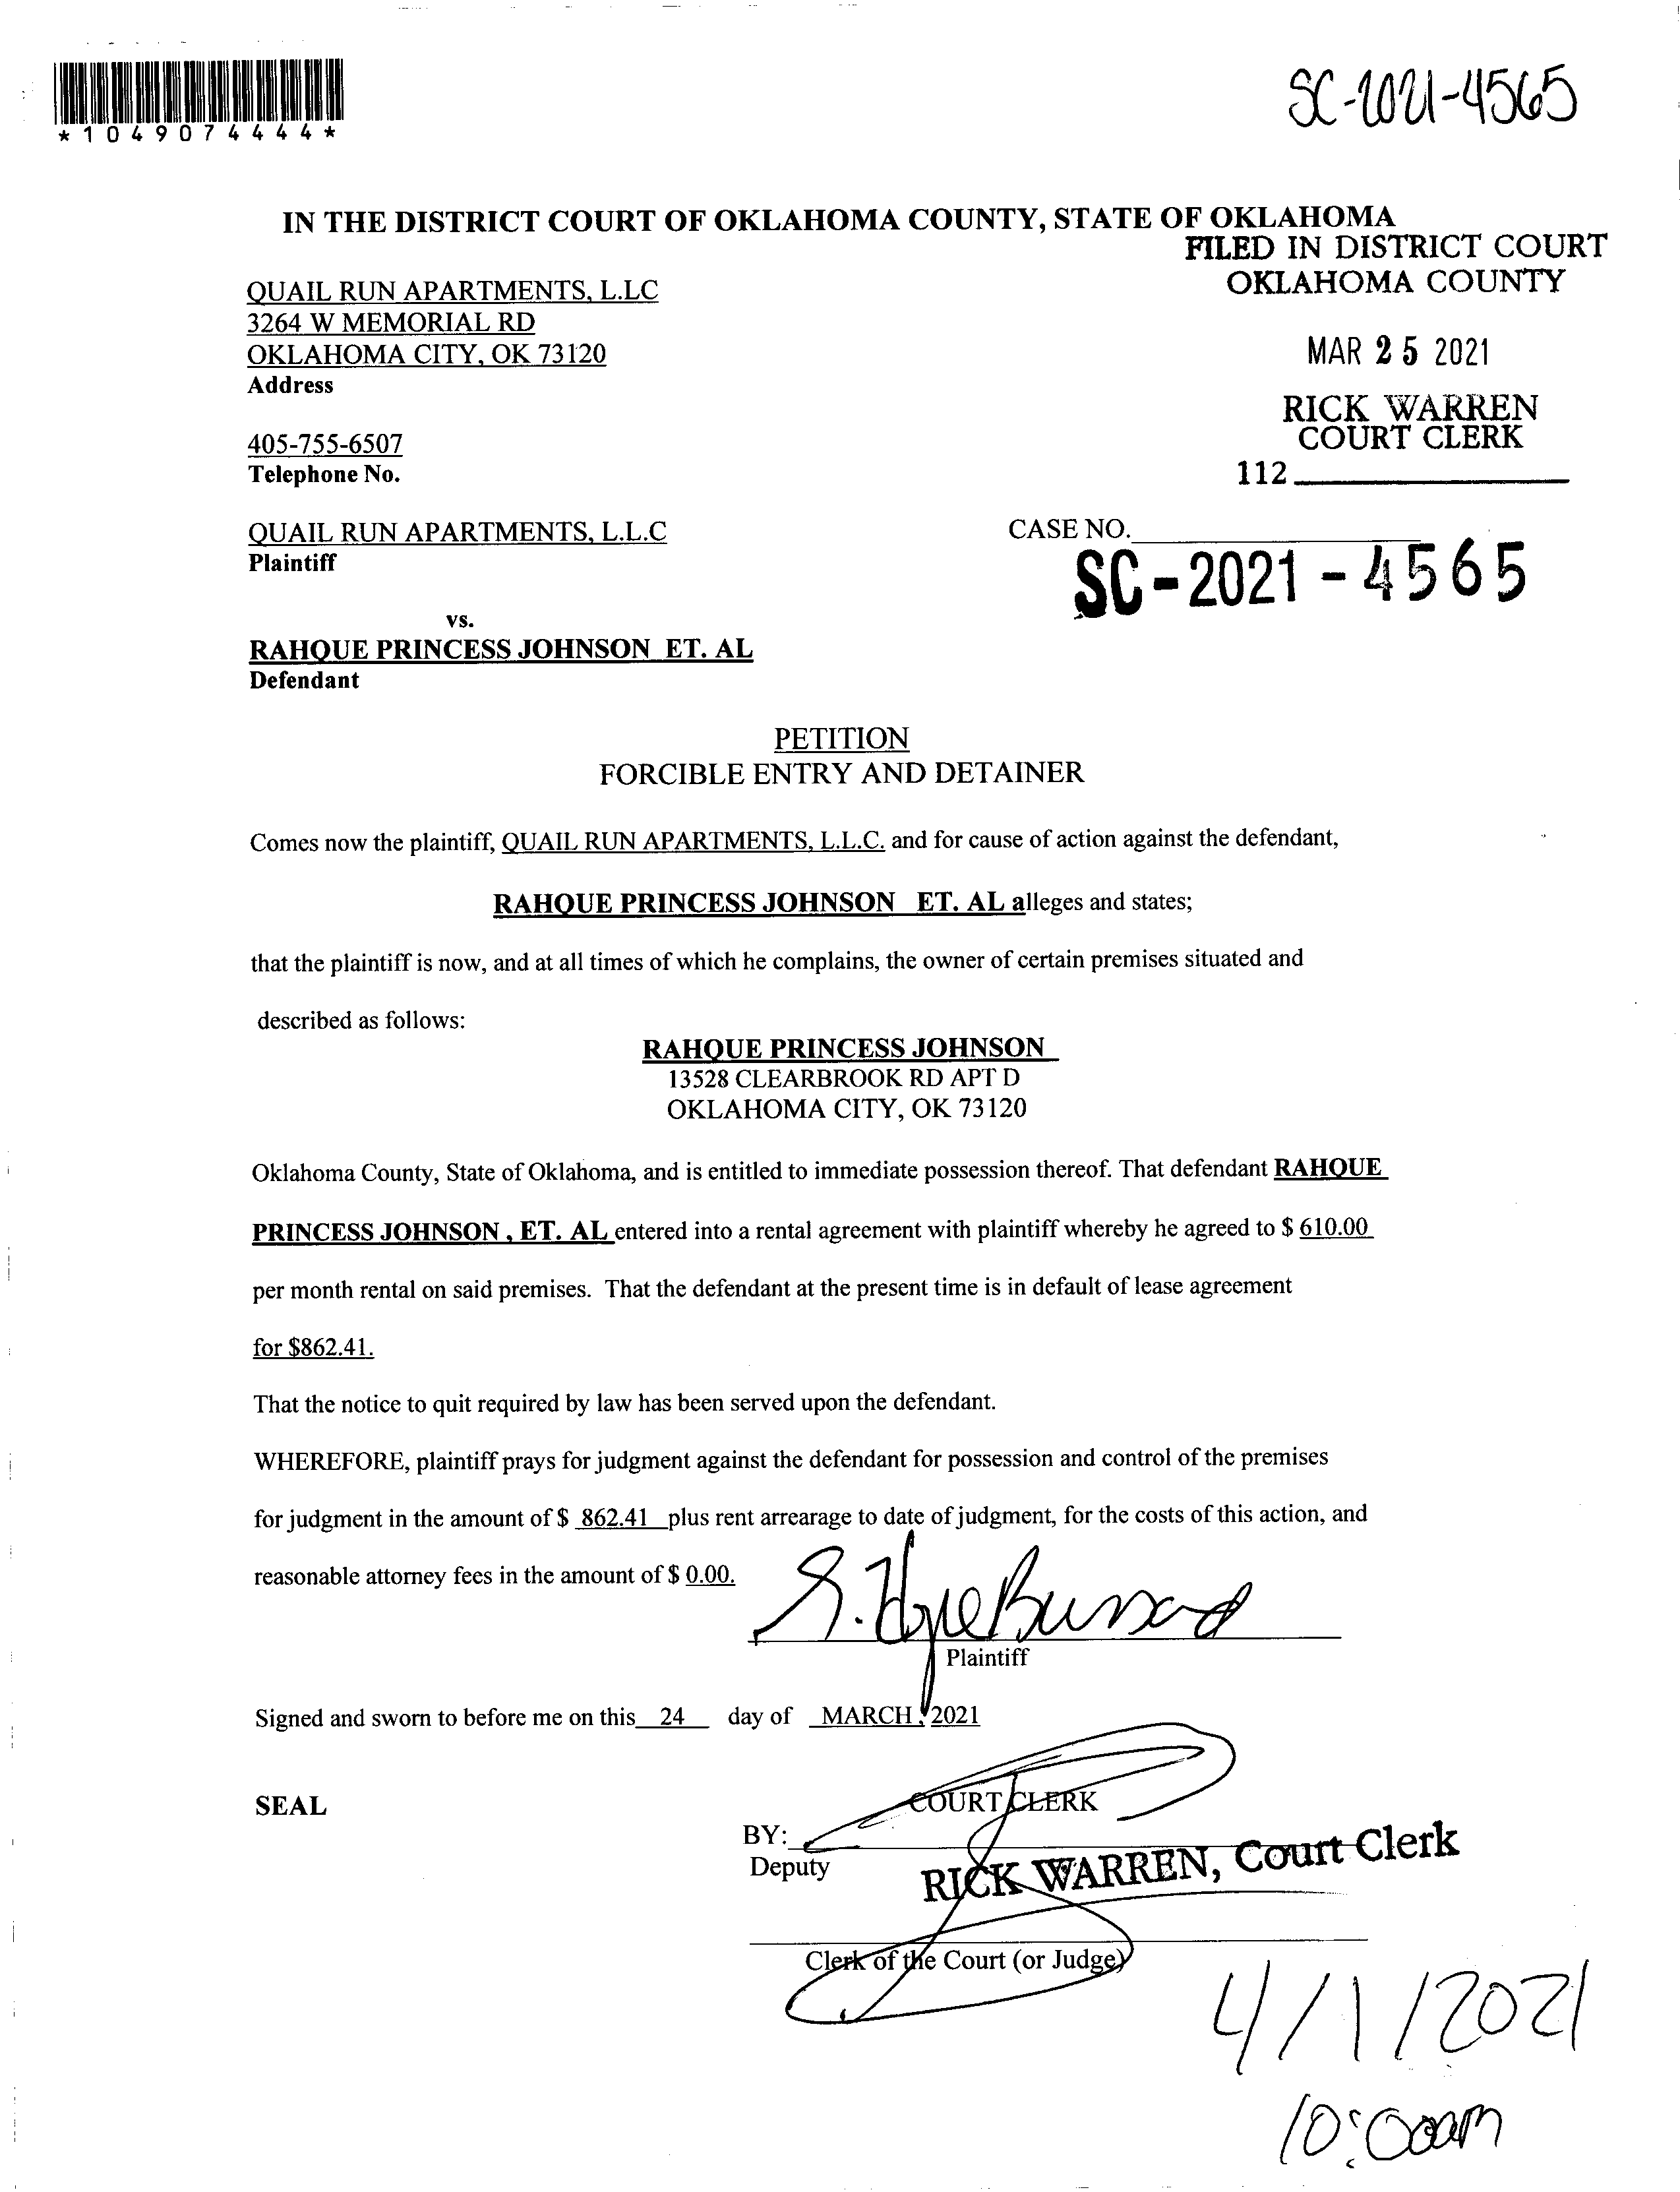 *1049074444*
SC-2021-4565
IN THE DISTRICT COURT OF OKLAHOMA COUNTY, STATE OF OKLAHOMA
FILED IN DISTRICT COURT
OKLAHOMA COUNTY
MAR 25 2021
RICK WARREN
COURT CLERK
112
QUAIL RUN APARTMENTS, L.LC
3264 W MEMORIAL RD
OKLAHOMA CITY, OK 73120
Address
405-755-6507
Telephone No.
QUAIL RUN APARTMENTS, L.L.C
Plaintiff
CASE NO.
SC-2021-4565
vs.
RAHQUE PRINCESS JOHNSON ET. AL
Defendant
PETITION
FORCIBLE ENTRY AND DETAINER
Comes now the plaintiff, QUAIL RUN APARTMENTS, L.L.C. and for cause of action against the defendant,
RAHQUE PRINCESS JOHNSON ET. AL alleges and states;
that the plaintiff is now, and at all times of which he complains, the owner of certain premises situated and
described as follows:
RAHQUE PRINCESS JOHNSON
13528 CLEARBROOK RD APT D
OKLAHOMA CITY, OK 73120
Oklahoma County, State of Oklahoma, and is entitled to immediate possession thereof. That defendant RAHQUE
PRINCESS JOHNSON , ET. AL entered into a rental agreement with plaintiff whereby he agreed to $ 610.00
per month rental on said premises. That the defendant at the present time is in default of lease agreement
for $862.41.
That the notice to quit required by law has been served upon the defendant.
WHEREFORE, plaintiff prays for judgment against the defendant for possession and control of the premises
for judgment in the amount of $ 862.41 plus rent arrearage to date of judgment, for the costs of this action, and
reasonable attorney fees in the amount of $ 0.00.
Plaintiff
Signed and sworn to before me on this 24 day of MARCH , 2021
SEAL
COURT CLERK
BY:
Deputy
RICK WARREN, Court Clerk
Clerk of the Court (or Judge)
4/1/2021
10:00am